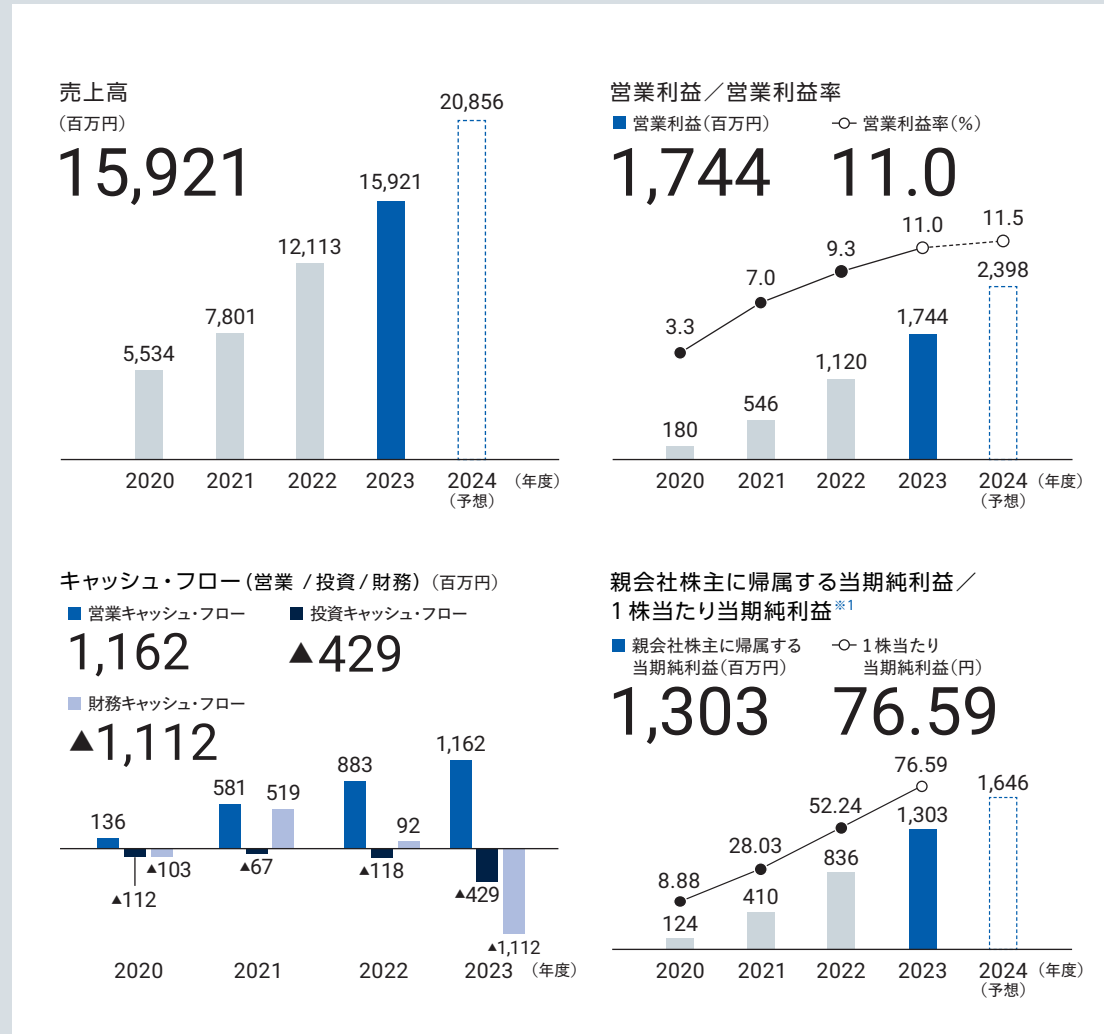 売上高
(百万円)
15,921
5,534
7,801
12,113
15,921
20,856
2020 2021 2022 2023 2024 (年度)
(予想)
営業利益／営業利益率
営業利益(百万円) 営業利益率(%)
1,744 11.0
3.3
7.0
9.3
11.0
11.5
180
546
1,120
1,744
2,398
2020 2021 2022 2023 2024 (年度)
(予想)
キャッシュ・フロー(営業 / 投資 / 財務) (百万円)
営業キャッシュ・フロー 投資キャッシュ・フロー
1,162 ▲429
財務キャッシュ・フロー
▲1,112
136
▲112
▲103
581
▲67
519
883
▲118
92
1,162
▲429
▲1,112
2020 2021 2022 2023 (年度)
親会社株主に帰属する当期純利益／
1株当たり当期純利益※1
親会社株主に帰属する
当期純利益(百万円)
1株当たり
当期純利益(円)
1,303 76.59
8.88
28.03
52.24
76.59
124
410
836
1,303
1,646
2020 2021 2022 2023 2024 (年度)
(予想)